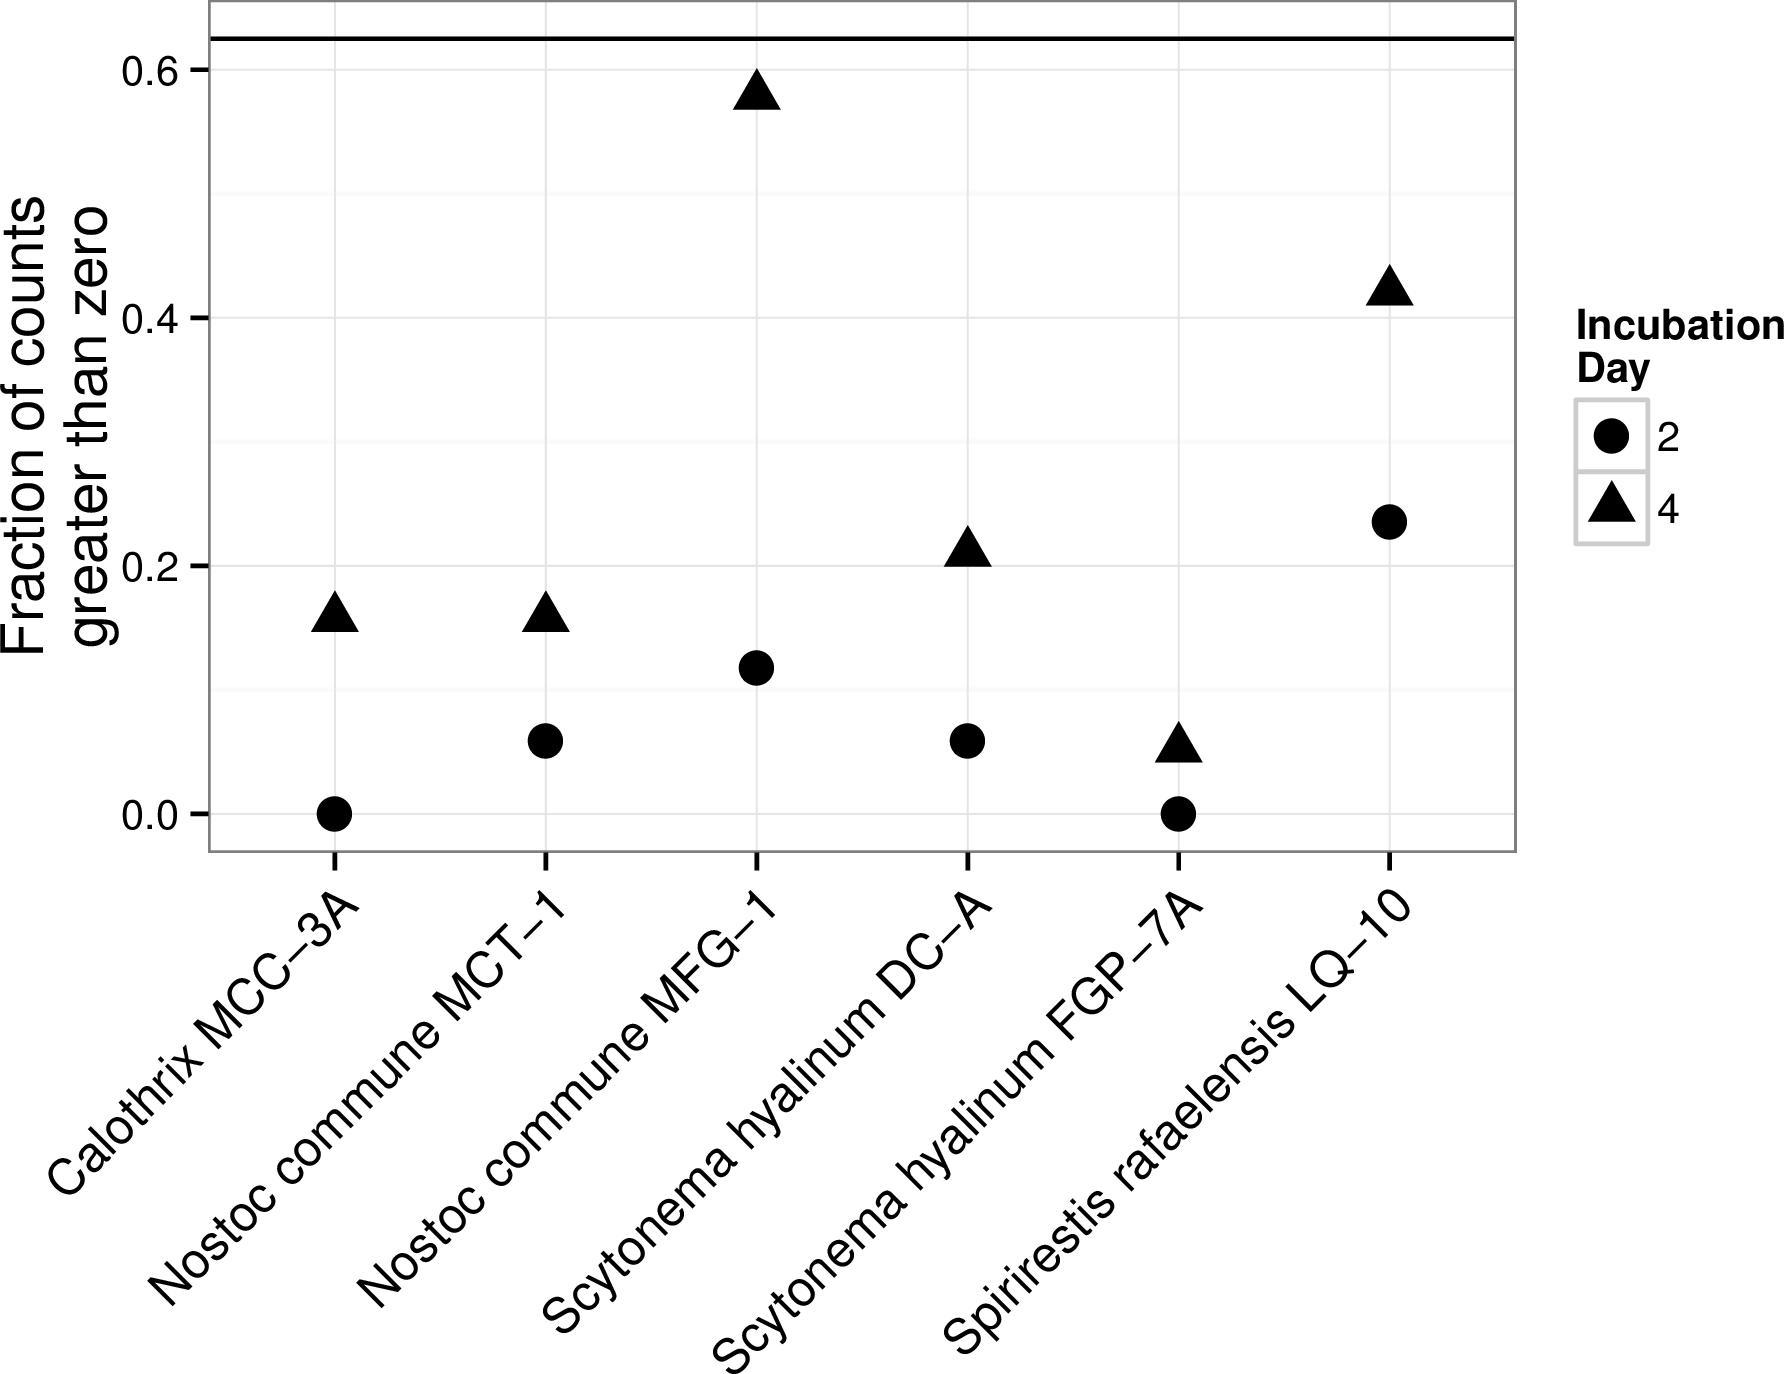 Fraction of counts
greater than zero
0.6
0.4
0.2
0.0
Calothrix MCC−3A
Nostoc commune MCT−1
Nostoc commune MFG−1
Scytonema hyalinum DC−A
Scytonema hyalinum FGP−7A
Spirirestis rafaelensis LQ−10
Incubation
Day
2
4